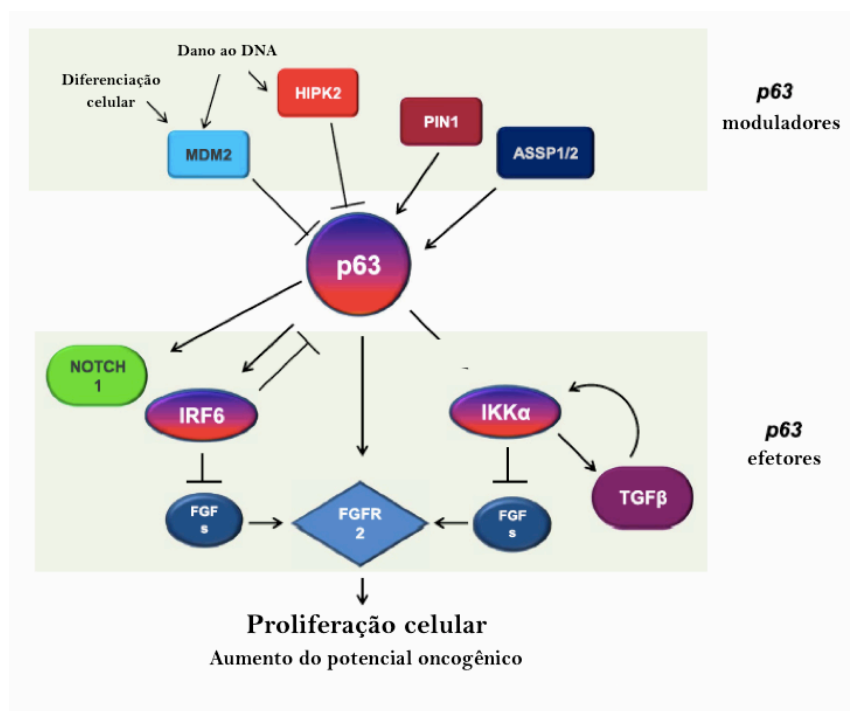 Dano ao DNA
Diferenciação
celular
HIPK2
p63
moduladores
PIN1
MDM2
ASSP1/2
p63
NOTCH
1
IRF6
IKKα
p63
efetores
TGFβ
FGF
s
FGFR
2
FGF
s
Proliferação celular
Aumento do potencial oncogênico